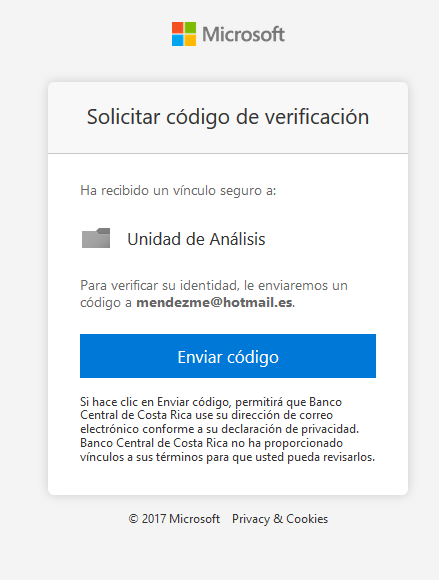 Microsoft
Solicitar código de verificación
Ha recibido un vínculo seguro a:
Unidad de Análisis
Para verificar su identidad, le enviaremos un
código a mendezme@hotmail.es.
Enviar código
Si hace clic en Enviar código, permitirá que Banco
Central de Costa Rica use su dirección de correo
electrónico conforme a su declaración de privacidad.
Banco Central de Costa Rica no ha proporcionado
vínculos a sus términos para que usted pueda revisarlos.
© 2017 Microsoft Privacy & Cookies